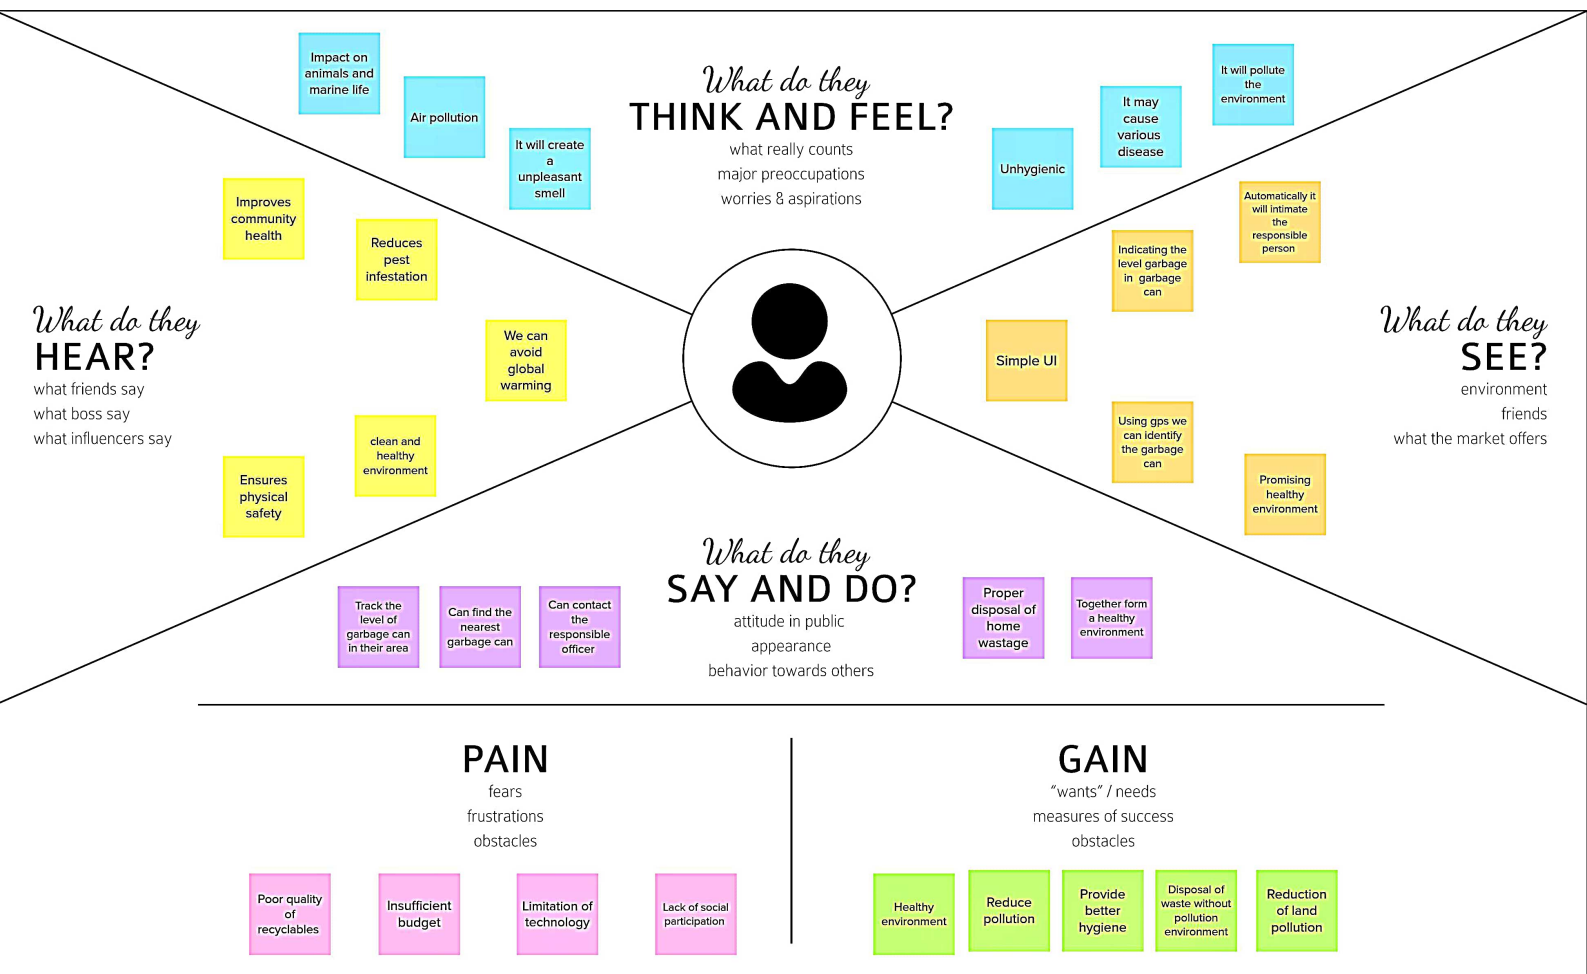 What do they
THINK AND FEEL?
what really counts
major preoccupations
worries & aspirations
Impact on
animals and
marine life
Air pollution
It will create
a
unpleasant
smell
Unhygienic
It may
cause
various
disease
It will pollute
the
environment
What do they
HEAR?
what friends say
what boss say
what influencers say
Improves
community
health
Reduces
pest
infestation
We can
avoid
global
warming
clean and
healthy
environment
Ensures
physical
safety
What do they
SEE?
environment
friends
what the market offers
Automatically it
will intimate
the
responsible
person
Indicating the
level garbage
in garbage
can
Simple UI
Using gps we
can identify
the garbage
can
Promising
healthy
environment
What do they
SAY AND DO?
attitude in public
appearance
behavior towards others
Track the
level of
garbage can
in their area
Can find the
nearest
garbage can
Can contact
the
responsible
officer
Proper
disposal of
home
wastage
Together form
a healthy
environment
PAIN
fears
frustrations
obstacles
Poor quality
of
recyclables
Insufficient
budget
Limitation of
technology
Lack of social
participation
GAIN
“wants” / needs
measures of success
obstacles
Healthy
environment
Reduce
pollution
Provide
better
hygiene
Disposal of
waste without
pollution
environment
Reduction
of land
pollution